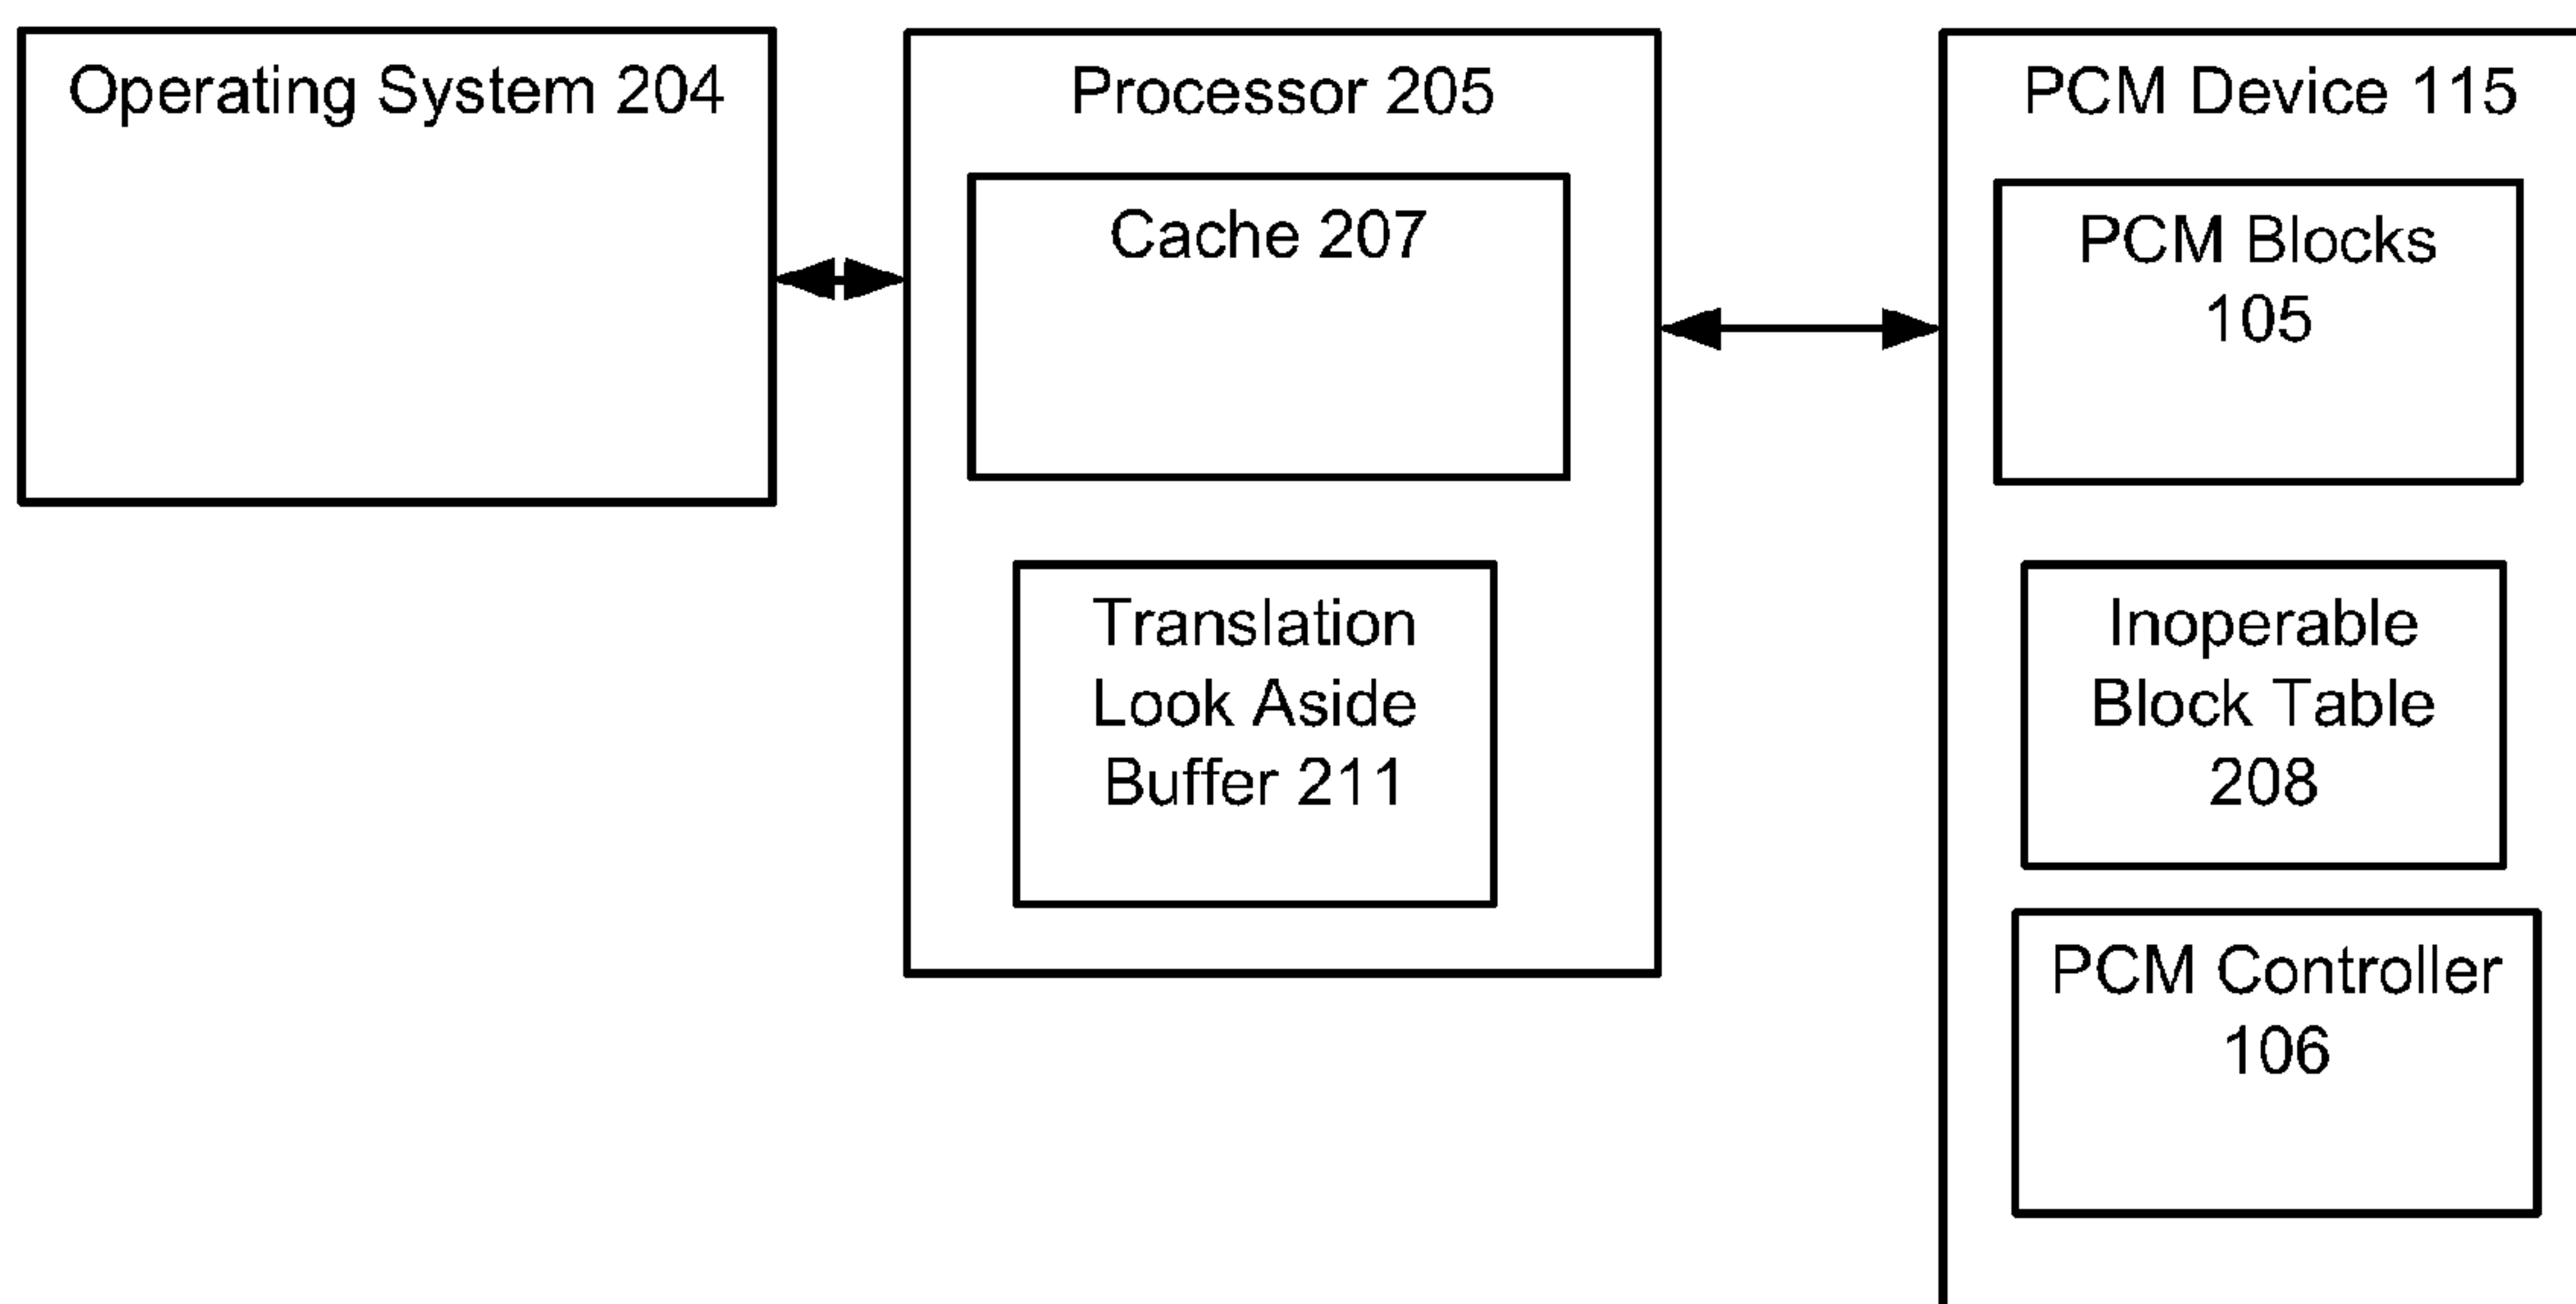 Operating System 204
Processor 205
Cache 207
Translation
Look Aside
Buffer 211
PCM Device 115
PCM Blocks
105
Inoperable
Block Table
208
PCM Controller
106